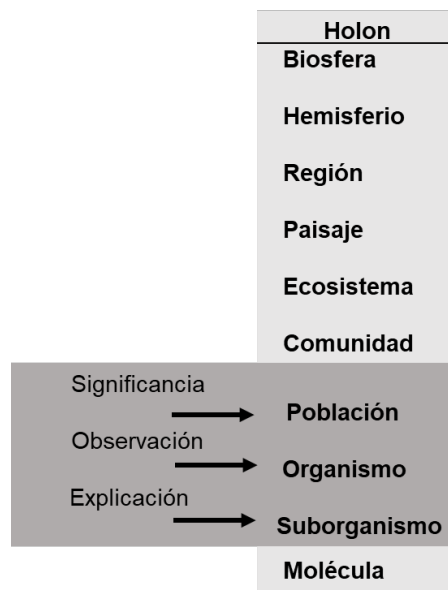 Holon
Biosfera
Hemisferio
Región
Paisaje
Ecosistema
Comunidad
Significancia
Población
Observación
Organismo
Explicación
Suborganismo
Molécula